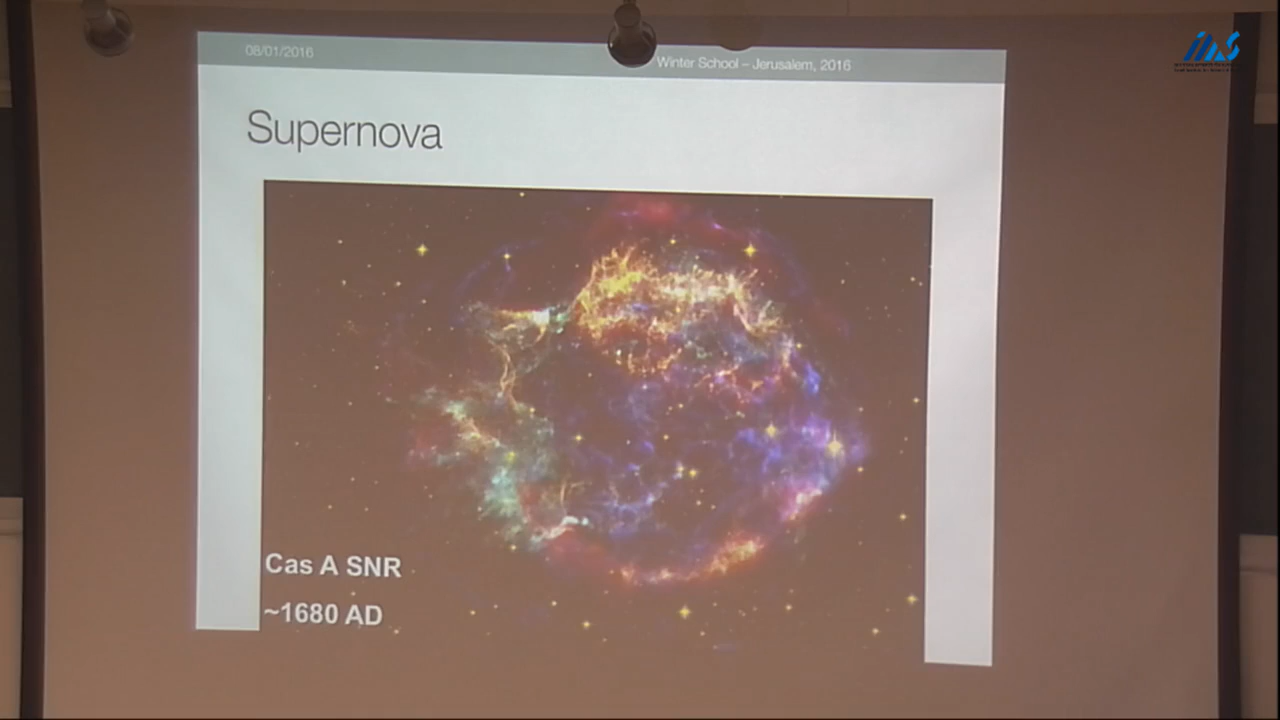 08/01/2016
Winter School – Jerusalem, 2016
Supernova
Cas A SNR
~1680 AD